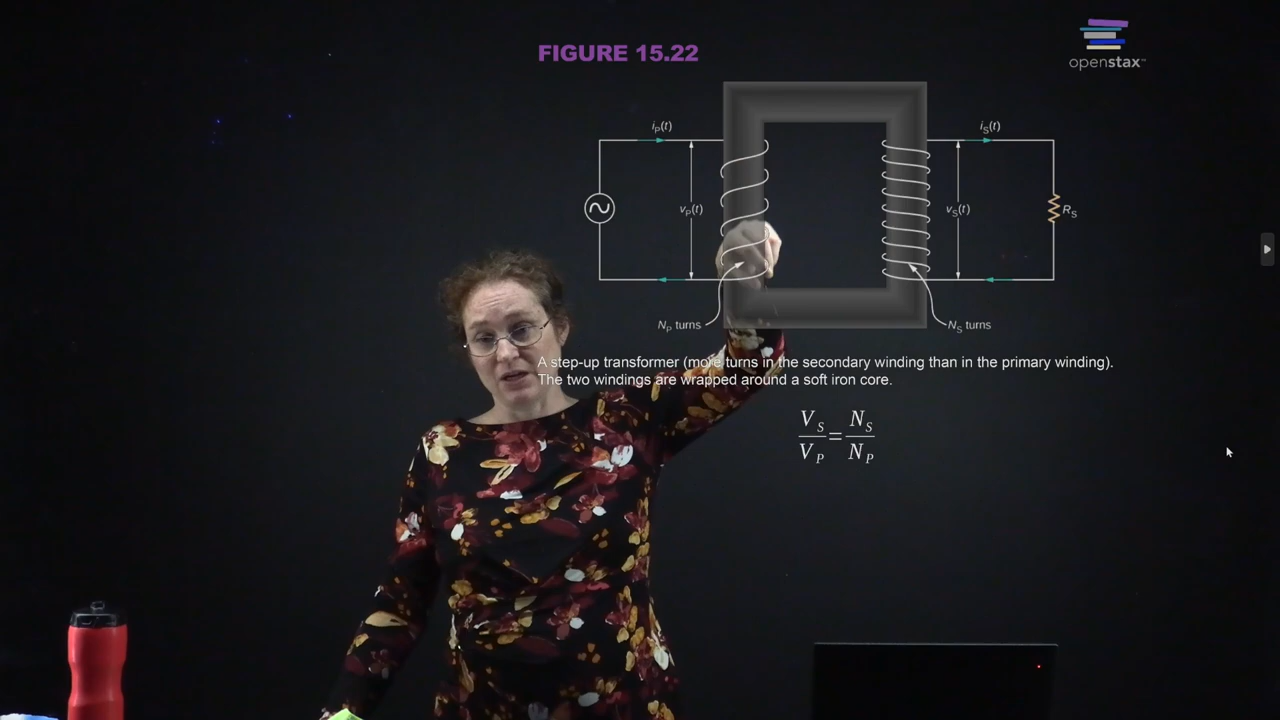 FIGURE 15.22
openstax™
iP(t)
iS(t)
vP(t)
vS(t)
RS
NP turns
NS turns
A step-up transformer (more turns in the secondary winding than in the primary winding).
The two windings are wrapped around a soft iron core.
VS/VP = NS/NP